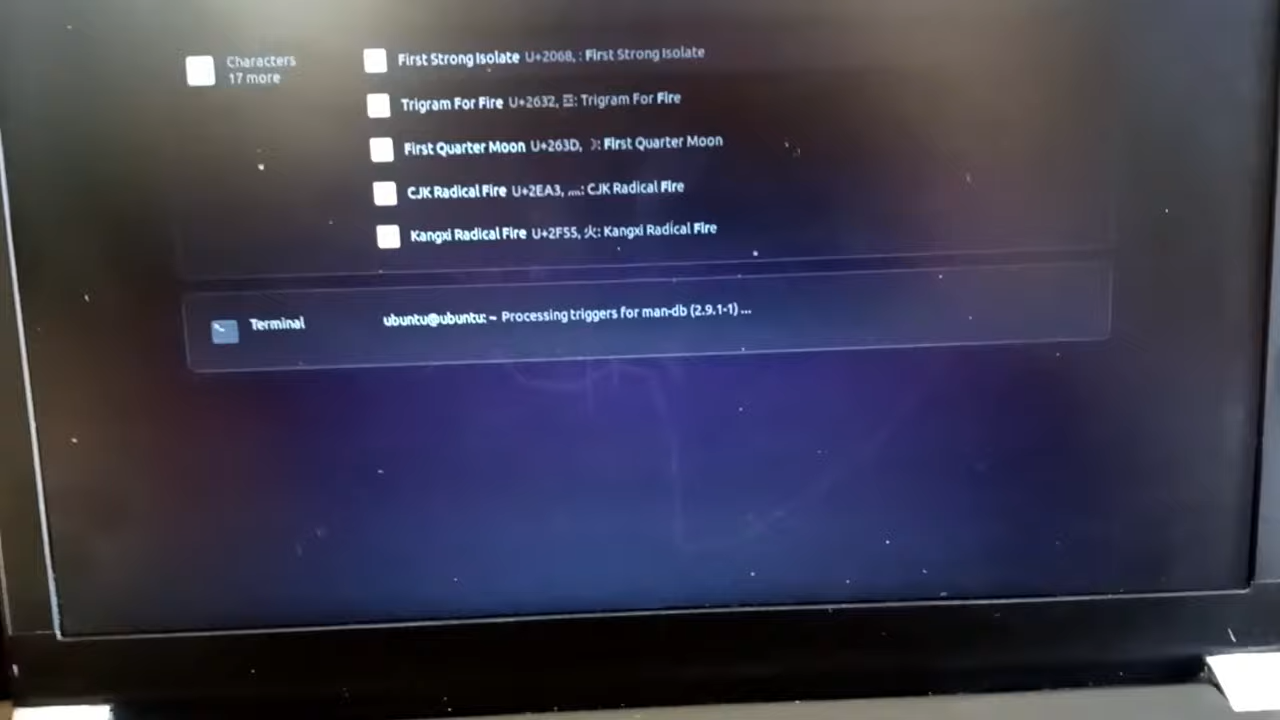 Characters
17 more
First Strong Isolate U+2068, : First Strong Isolate
Trigram For Fire U+2632, ☲: Trigram For Fire
First Quarter Moon U+263D, ☽: First Quarter Moon
CJK Radical Fire U+2EA3, ⺣: CJK Radical Fire
Kangxi Radical Fire U+2F55, ⽕: Kangxi Radical Fire
Terminal
ubuntu@ubuntu: ~ Processing triggers for man-db (2.9.1-1) ...